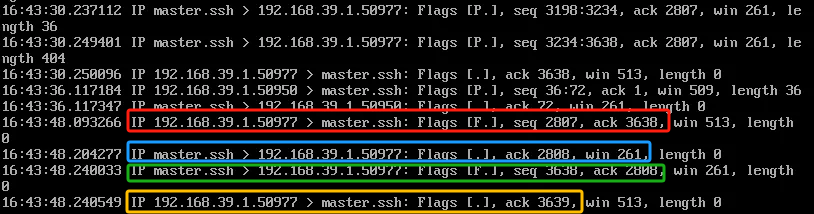 16:43:30.237112 IP master.ssh > 192.168.39.1.50977: Flags [P.], seq 3198:3234, ack 2807, win 261, le
ngth 36
16:43:30.249401 IP master.ssh > 192.168.39.1.50977: Flags [P.], seq 3234:3638, ack 2807, win 261, le
ngth 404
16:43:30.250096 IP 192.168.39.1.50977 > master.ssh: Flags [.], ack 3638, win 513, length 0
16:43:36.117184 IP 192.168.39.1.50950 > master.ssh: Flags [P.], seq 36:72, ack 1, win 509, length 36
16:43:36.117347 IP master.ssh > 192.168.39.1.50950: Flags [.], ack 72, win 261, length 0
16:43:48.093266 IP 192.168.39.1.50977 > master.ssh: Flags [F.], seq 2807, ack 3638, win 513, length
0
16:43:48.204277 IP master.ssh > 192.168.39.1.50977: Flags [.], ack 2808, win 261, length 0
16:43:48.240033 IP master.ssh > 192.168.39.1.50977: Flags [F.], seq 3638, ack 2808, win 261, length
0
16:43:48.240549 IP 192.168.39.1.50977 > master.ssh: Flags [.], ack 3639, win 513, length 0